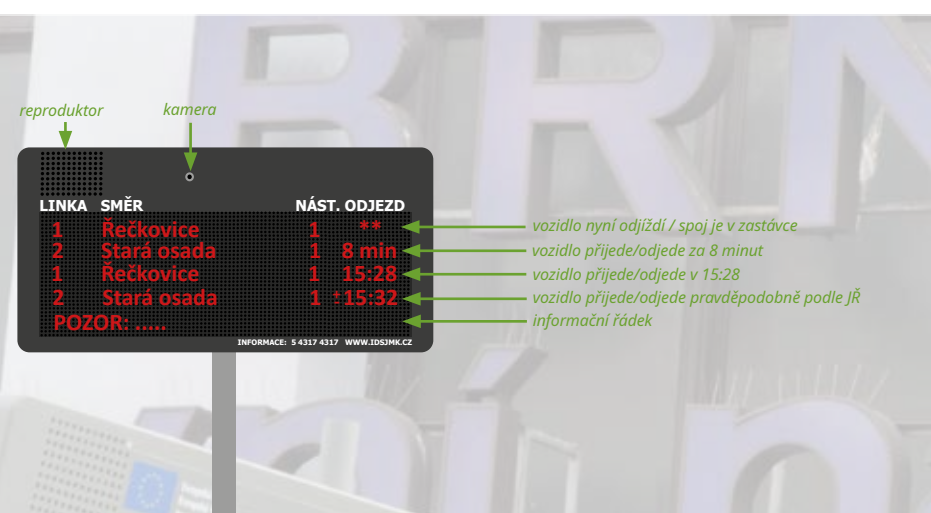 BRN
reproduktor kamera
LINKA SMĚR NÁST. ODJEZD
1 Řečkovice 1 ** vozidlo nyní odjíždí / spoj je v zastávce
2 Stará osada 1 8 min vozidlo přijede/odjede za 8 minut
1 Řečkovice 1 15:28 vozidlo přijede/odjede v 15:28
2 Stará osada 1 +15:32 vozidlo přijede/odjede pravděpodobně podle JŘ
POZOR: ..... informační řádek
INFORMACE: 5 4317 4317 WWW.IDSJMK.CZ